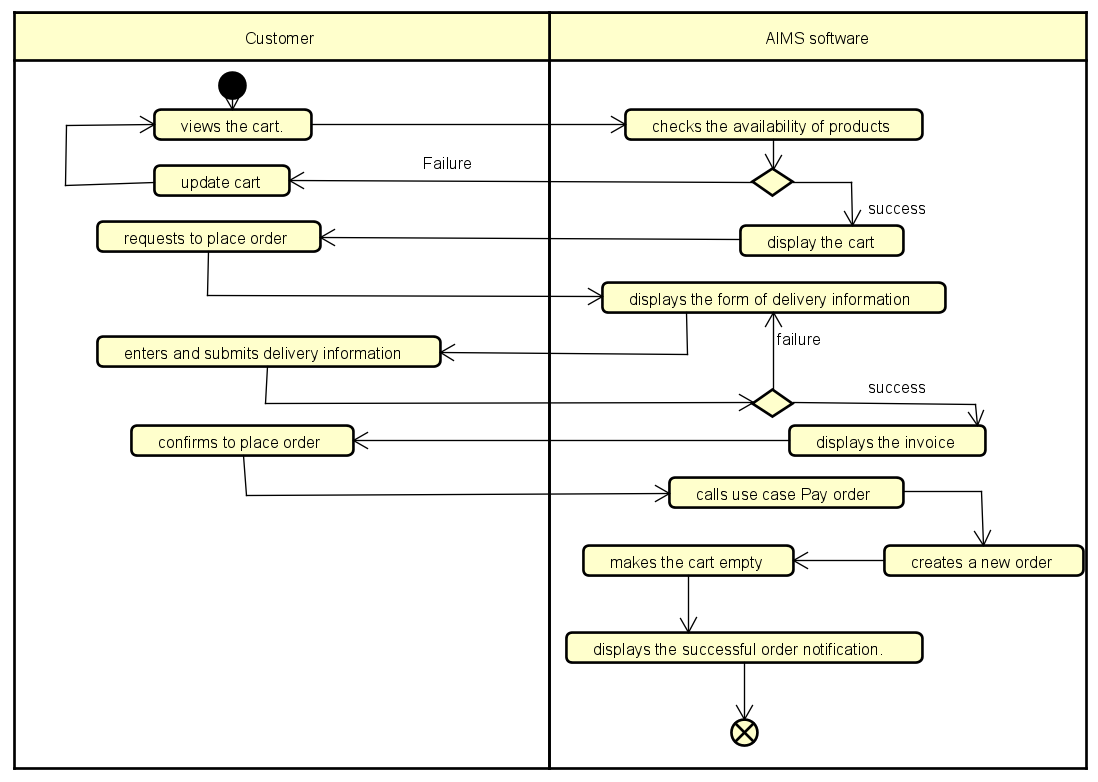 Customer
AIMS software
views the cart.
checks the availability of products
Failure
update cart
success
requests to place order
display the cart
displays the form of delivery information
failure
enters and submits delivery information
success
confirms to place order
displays the invoice
calls use case Pay order
makes the cart empty
creates a new order
displays the successful order notification.